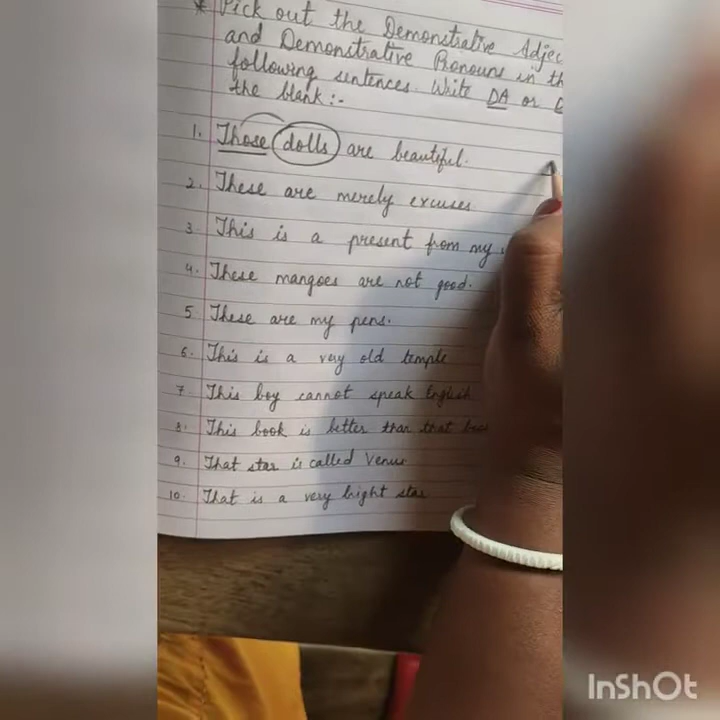 * Pick out the Demonstrative Adjec
and Demonstrative Pronouns in th
following sentences. Write DA or
the blank:-
1. Those dolls are beautiful.
2. These are merely excuses
3. This is a present from my
4. These mangoes are not good.
5 These are my pens.
6. This is a very old temple
7 This boy cannot speak English
8. This book is better than that book
9. That star is called Venus
10. That is a very bright star
InShOt